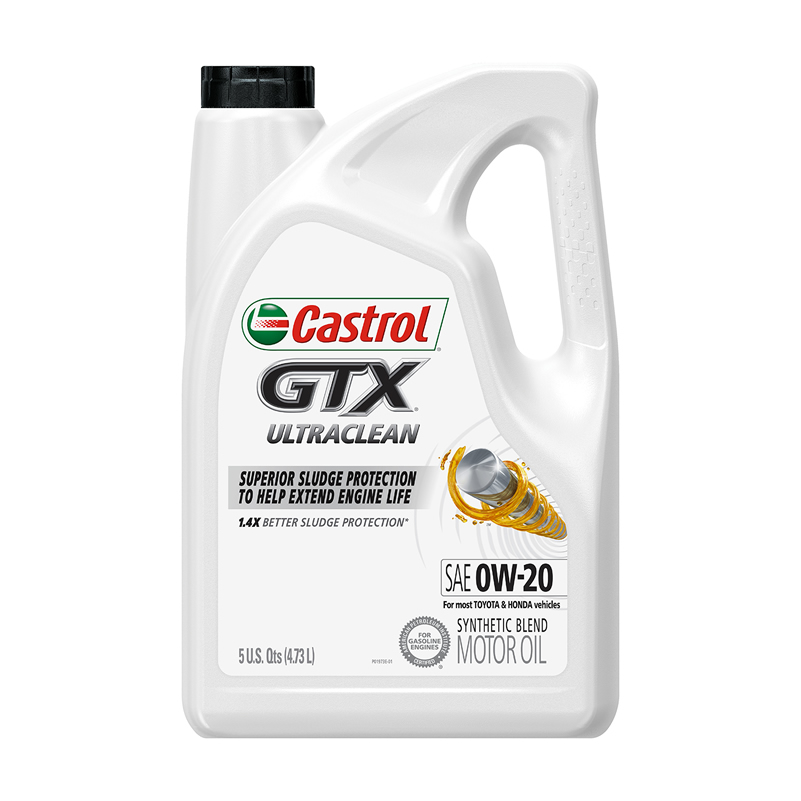 Castrol®
GTX®
ULTRACLEAN
SUPERIOR SLUDGE PROTECTION
TO HELP EXTEND ENGINE LIFE
1.4X BETTER SLUDGE PROTECTION*
SAE 0W-20
For most TOYOTA & HONDA vehicles
SYNTHETIC BLEND
MOTOR OIL
FOR
GASOLINE
ENGINES
CERTIFIED
5 U.S. Qts (4.73 L)